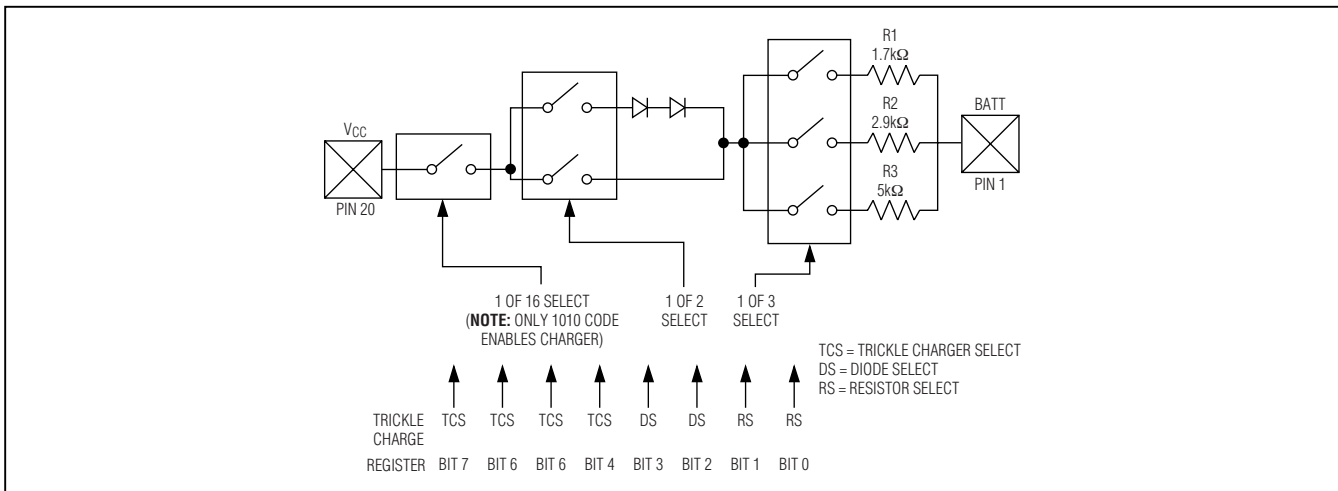 R1
1.7kΩ
R2
2.9kΩ
R3
5kΩ
BATT
PIN 1
VCC
PIN 20
1 OF 16 SELECT
(NOTE: ONLY 1010 CODE
ENABLES CHARGER)
1 OF 2
SELECT
1 OF 3
SELECT
TCS = TRICKLE CHARGER SELECT
DS = DIODE SELECT
RS = RESISTOR SELECT
TRICKLE
CHARGE
REGISTER
TCS TCS TCS TCS DS DS RS RS
BIT 7 BIT 6 BIT 6 BIT 4 BIT 3 BIT 2 BIT 1 BIT 0